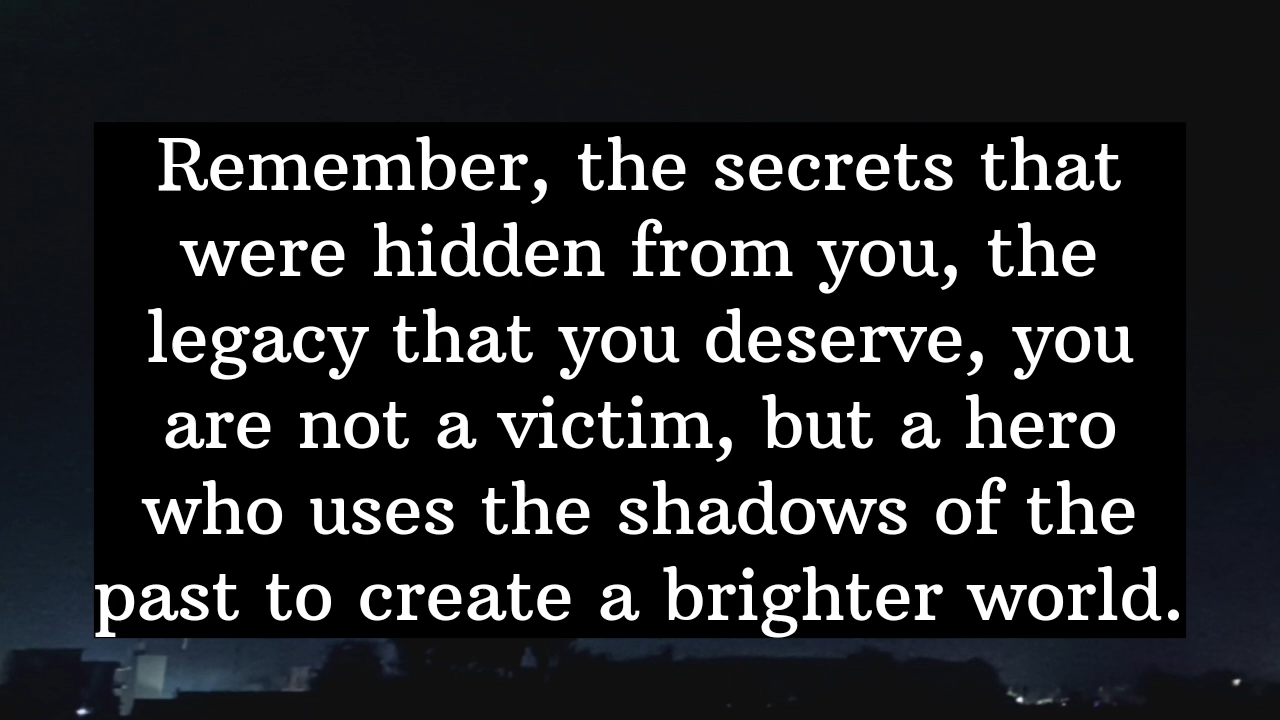 Remember, the secrets that
were hidden from you, the
legacy that you deserve, you
are not a victim, but a hero
who uses the shadows of the
past to create a brighter world.